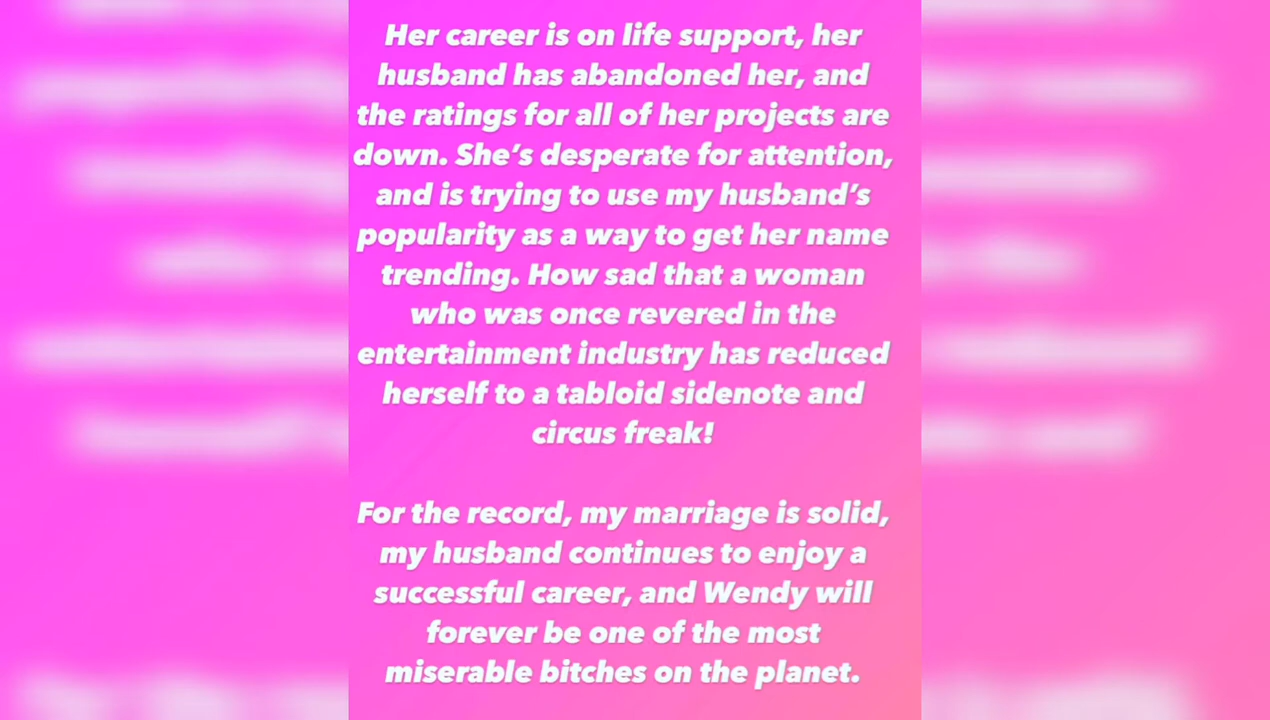 Her career is on life support, her
husband has abandoned her, and
the ratings for all of her projects are
down. She’s desperate for attention,
and is trying to use my husband’s
popularity as a way to get her name
trending. How sad that a woman
who was once revered in the
entertainment industry has reduced
herself to a tabloid sidenote and
circus freak!
For the record, my marriage is solid,
my husband continues to enjoy a
successful career, and Wendy will
forever be one of the most
miserable bitches on the planet.